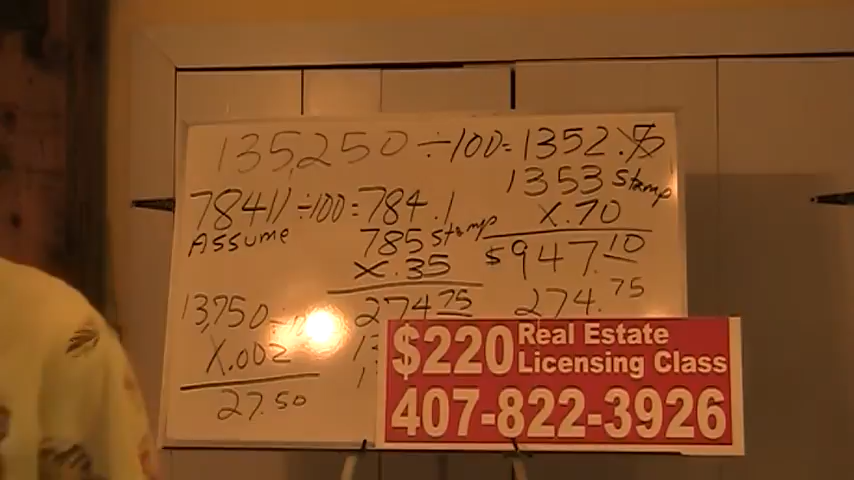 135,250 ÷ 100 = 1352.5
1353 Stamp
X .70
$947.10
274.75
78411 ÷ 100 = 784.1
Assume
785 Stamp
X .35
274.75
13,750
X .002
27.50
$220 Real Estate
Licensing Class
407-822-3926